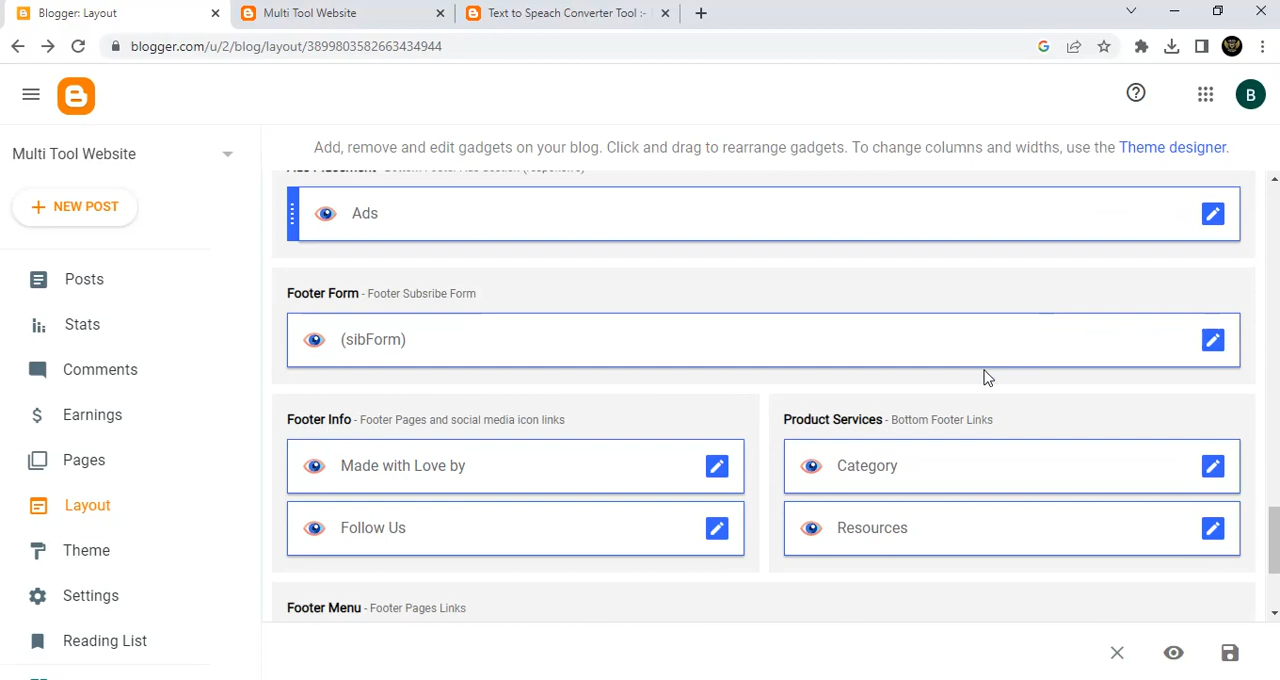 Blogger: Layout
Multi Tool Website
Text to Speach Converter Tool :-
blogger.com/u/2/blog/layout/3899803582663434944
B
Multi Tool Website
NEW POST
Posts
Stats
Comments
Earnings
Pages
Layout
Theme
Settings
Reading List
Add, remove and edit gadgets on your blog. Click and drag to rearrange gadgets. To change columns and widths, use the Theme designer.
Ads
Footer Form - Footer Subsribe Form
(sibForm)
Footer Info - Footer Pages and social media icon links
Made with Love by
Follow Us
Product Services - Bottom Footer Links
Category
Resources
Footer Menu - Footer Pages Links